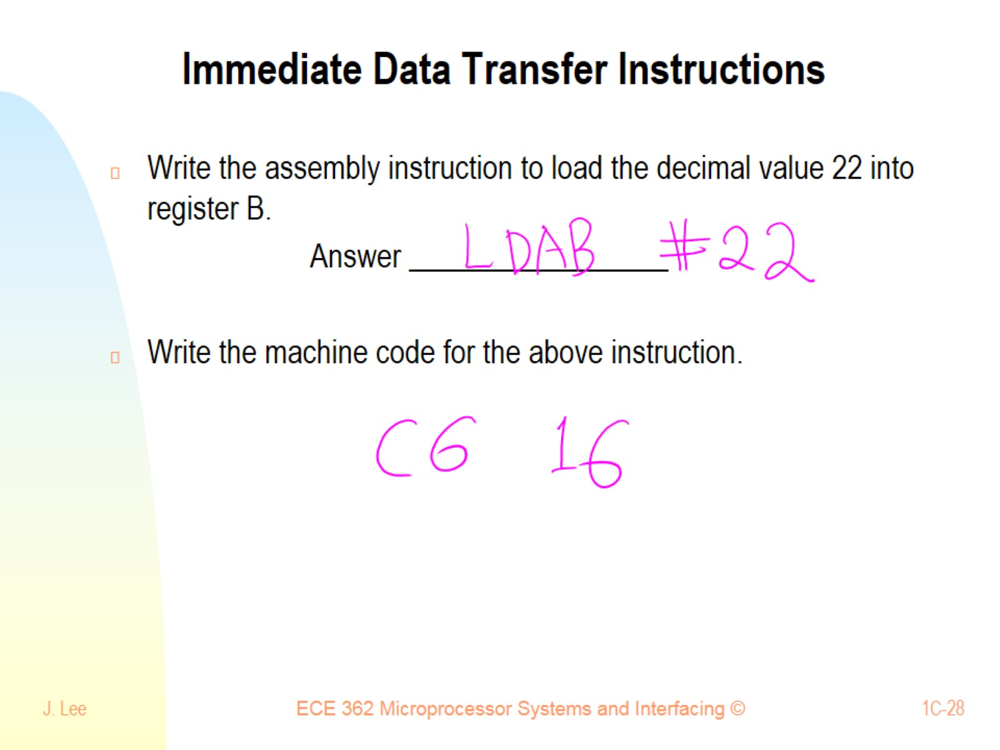 Immediate Data Transfer Instructions
Write the assembly instruction to load the decimal value 22 into
register B.
Answer LDAB #22
Write the machine code for the above instruction.
C6 16
J. Lee ECE 362 Microprocessor Systems and Interfacing © 1C-28